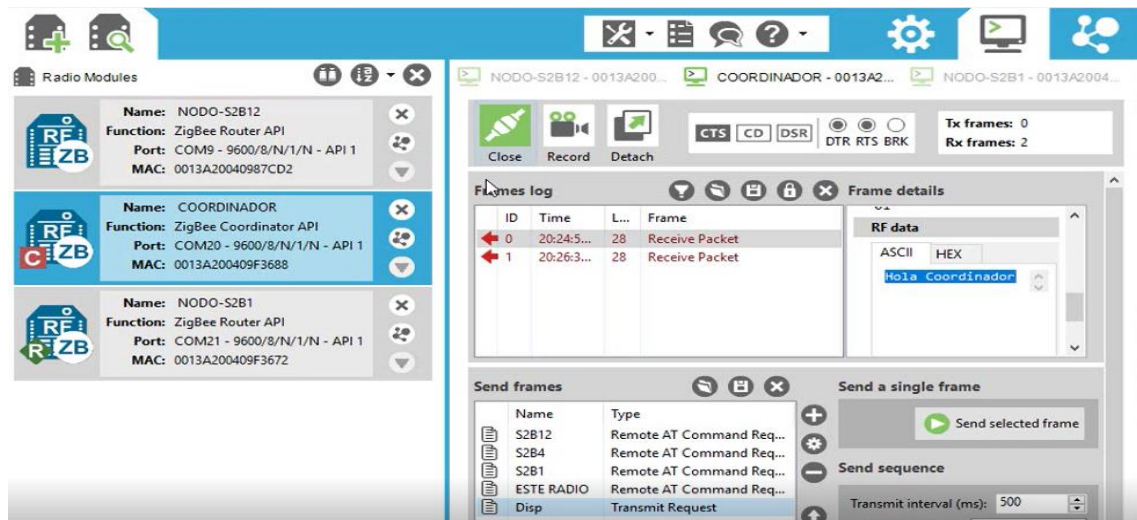 Radio Modules
RF
ZB
Name: NODO-S2B12
Function: ZigBee Router API
Port: COM9 - 9600/8/N/1/N - API 1
MAC: 0013A20040987CD2
RF
C ZB
Name: COORDINADOR
Function: ZigBee Coordinator API
Port: COM20 - 9600/8/N/1/N - API 1
MAC: 0013A200409F3688
RF
R ZB
Name: NODO-S2B1
Function: ZigBee Router API
Port: COM21 - 9600/8/N/1/N - API 1
MAC: 0013A200409F3672
NODO-S2B12 - 0013A200... COORDINADOR - 0013A2... NODO-S2B1 - 0013A2004...
Close Record Detach
CTS CD DSR
DTR RTS BRK
Tx frames: 0
Rx frames: 2
log
ID Time L... Frame
0 20:24:5... 28 Receive Packet
1 20:26:3... 28 Receive Packet
Frame details
RF data
ASCII HEX
Hola Coordinador
Send frames
Name Type
S2B12 Remote AT Command Req...
S2B4 Remote AT Command Req...
S2B1 Remote AT Command Req...
ESTE RADIO Remote AT Command Req...
Disp Transmit Request
Send a single frame
Send selected frame
Send sequence
Transmit interval (ms): 500